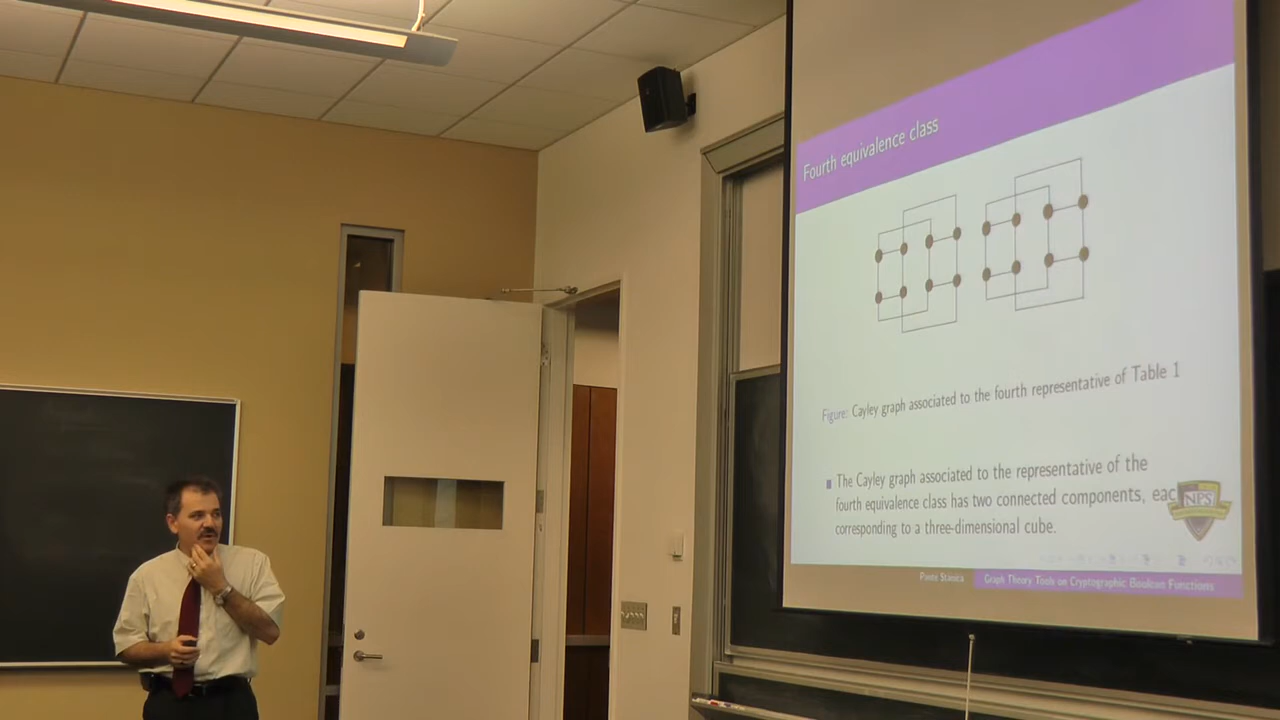 Fourth equivalence class
Figure: Cayley graph associated to the fourth representative of Table 1
The Cayley graph associated to the representative of the
fourth equivalence class has two connected components, eac
corresponding to a three-dimensional cube.
NPS
Pante Stanica Graph Theory Tools on Cryptographic Boolean Functions